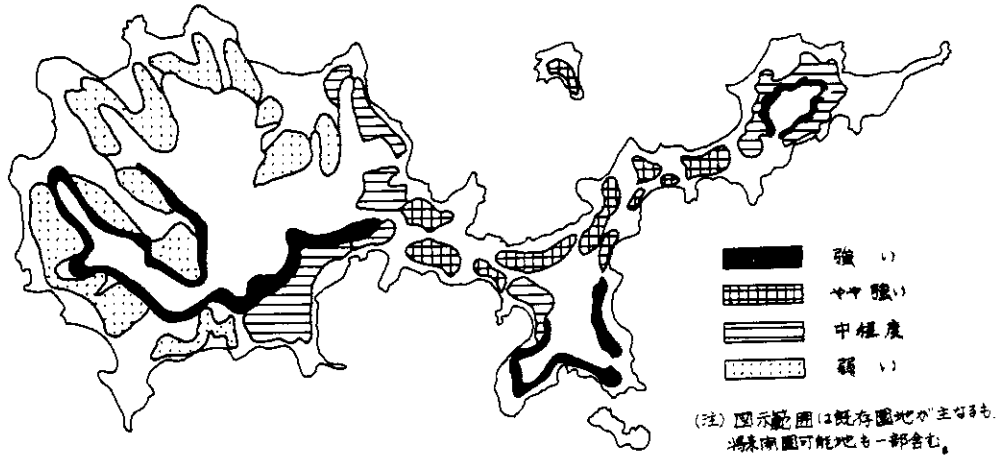 強い
やや強い
中程度
弱い
(注)図示範囲は既存園地が主なるも、
将来開園可能地も一部含む。